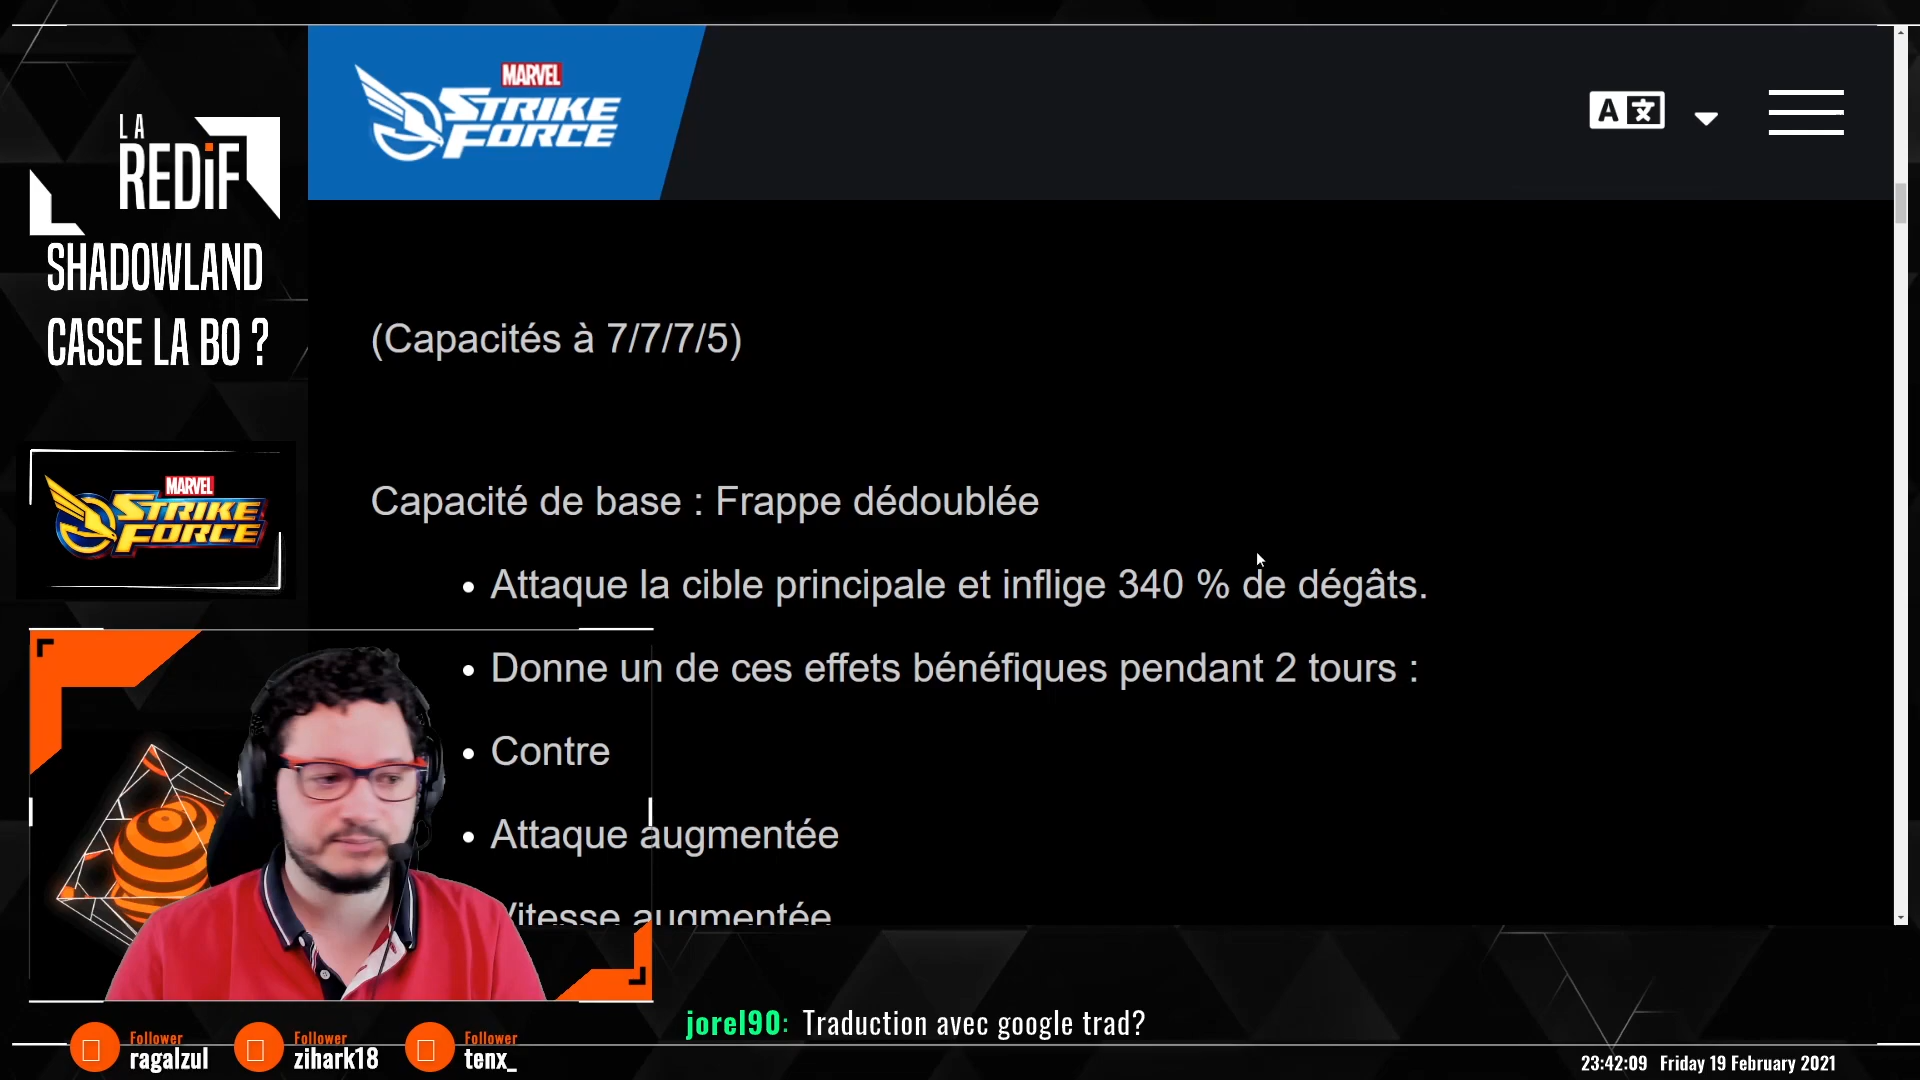 LA
REDiF
SHADOWLAND
CASSE LA BO ?
MARVEL
STRIKE
FORCE
MARVEL
STRIKE
FORCE
A 文
(Capacités à 7/7/7/5)
Capacité de base : Frappe dédoublée
• Attaque la cible principale et inflige 340 % de dégâts.
• Donne un de ces effets bénéfiques pendant 2 tours :
• Contre
• Attaque augmentée
Vitesse augmentée
jorel90: Traduction avec google trad?
Follower
ragalzul
Follower
zihark18
Follower
tenx_
23:42:09 Friday 19 February 2021